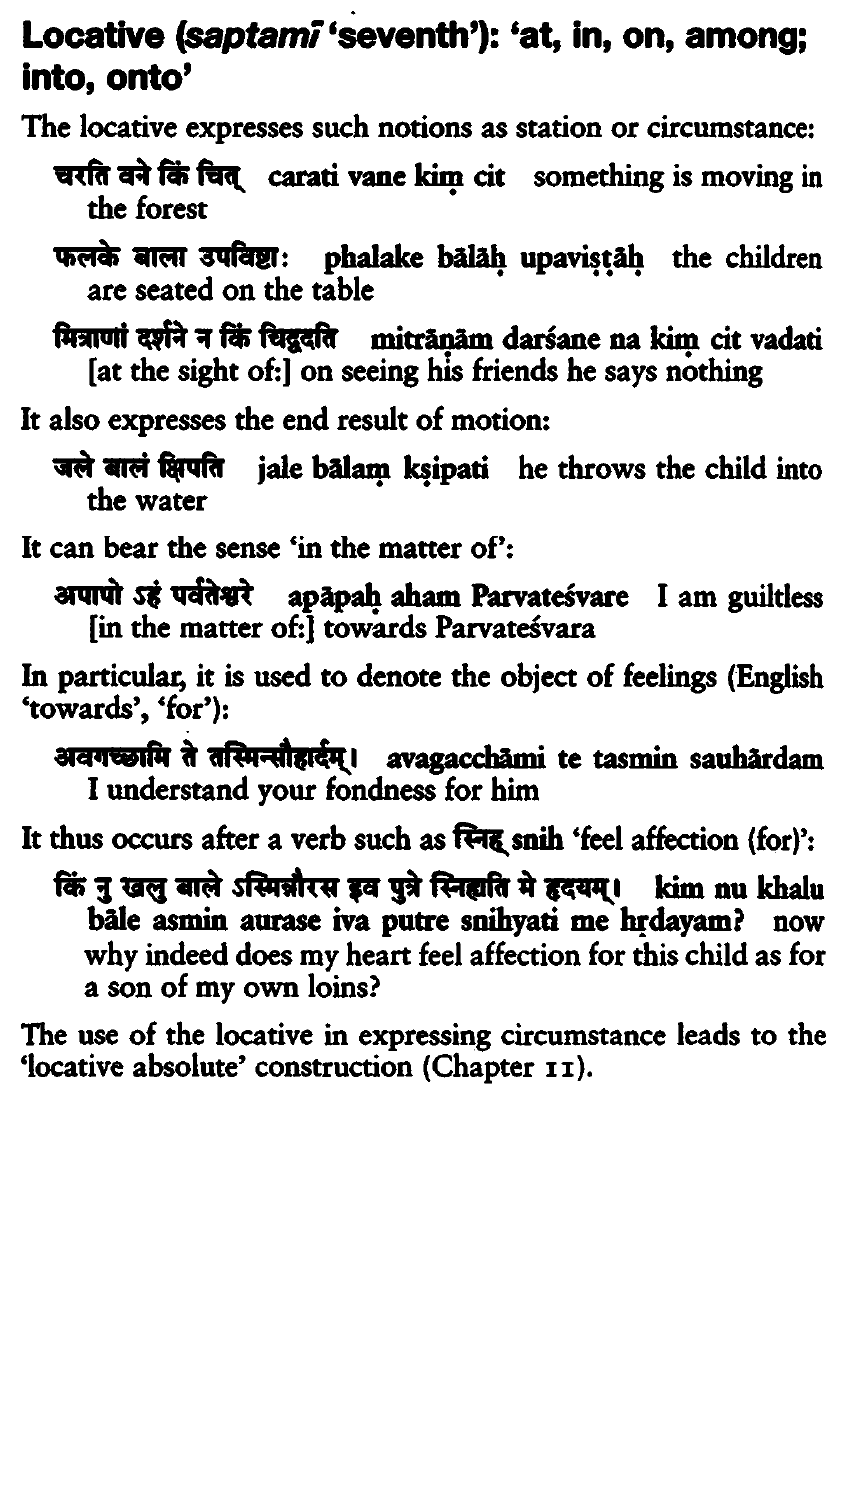 Locative (saptamī ‘seventh’): ‘at, in, on, among;
into, onto’
The locative expresses such notions as station or circumstance:
चरति वने किं चित् carati vane kiṃ cit something is moving in
the forest
फलके बाला उपविष्टाः phalake bālāḥ upaviṣṭāḥ the children
are seated on the table
मित्राणां दर्शने न किं चिद्वदति mitrāṇām darśane na kiṃ cit vadati
[at the sight of:] on seeing his friends he says nothing
It also expresses the end result of motion:
जले बालं क्षिपति jale bālaṃ kṣipati he throws the child into
the water
It can bear the sense ‘in the matter of’:
अपापो ऽहं पर्वतेश्वरे apāpaḥ aham Parvateśvare I am guiltless
[in the matter of:] towards Parvateśvara
In particular, it is used to denote the object of feelings (English
‘towards’, ‘for’):
अवगच्छामि ते तस्मिन्सौहार्दम्। avagacchāmi te tasmin sauhārdam
I understand your fondness for him
It thus occurs after a verb such as स्निह् snih ‘feel affection (for)’:
किं नु खलु बाले ऽस्मिन्नौरस इव पुत्रे स्निह्यति मे हृदयम्। kim nu khalu
bāle asmin aurase iva putre snihyati me hṛdayam? now
why indeed does my heart feel affection for this child as for
a son of my own loins?
The use of the locative in expressing circumstance leads to the
‘locative absolute’ construction (Chapter 11).